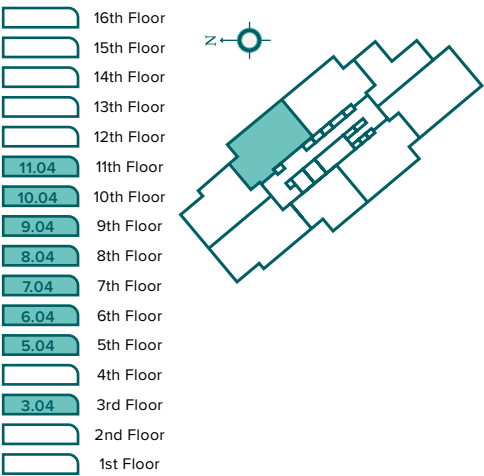 N
16th Floor
15th Floor
14th Floor
13th Floor
12th Floor
11.04 11th Floor
10.04 10th Floor
9.04 9th Floor
8.04 8th Floor
7.04 7th Floor
6.04 6th Floor
5.04 5th Floor
4th Floor
3.04 3rd Floor
2nd Floor
1st Floor